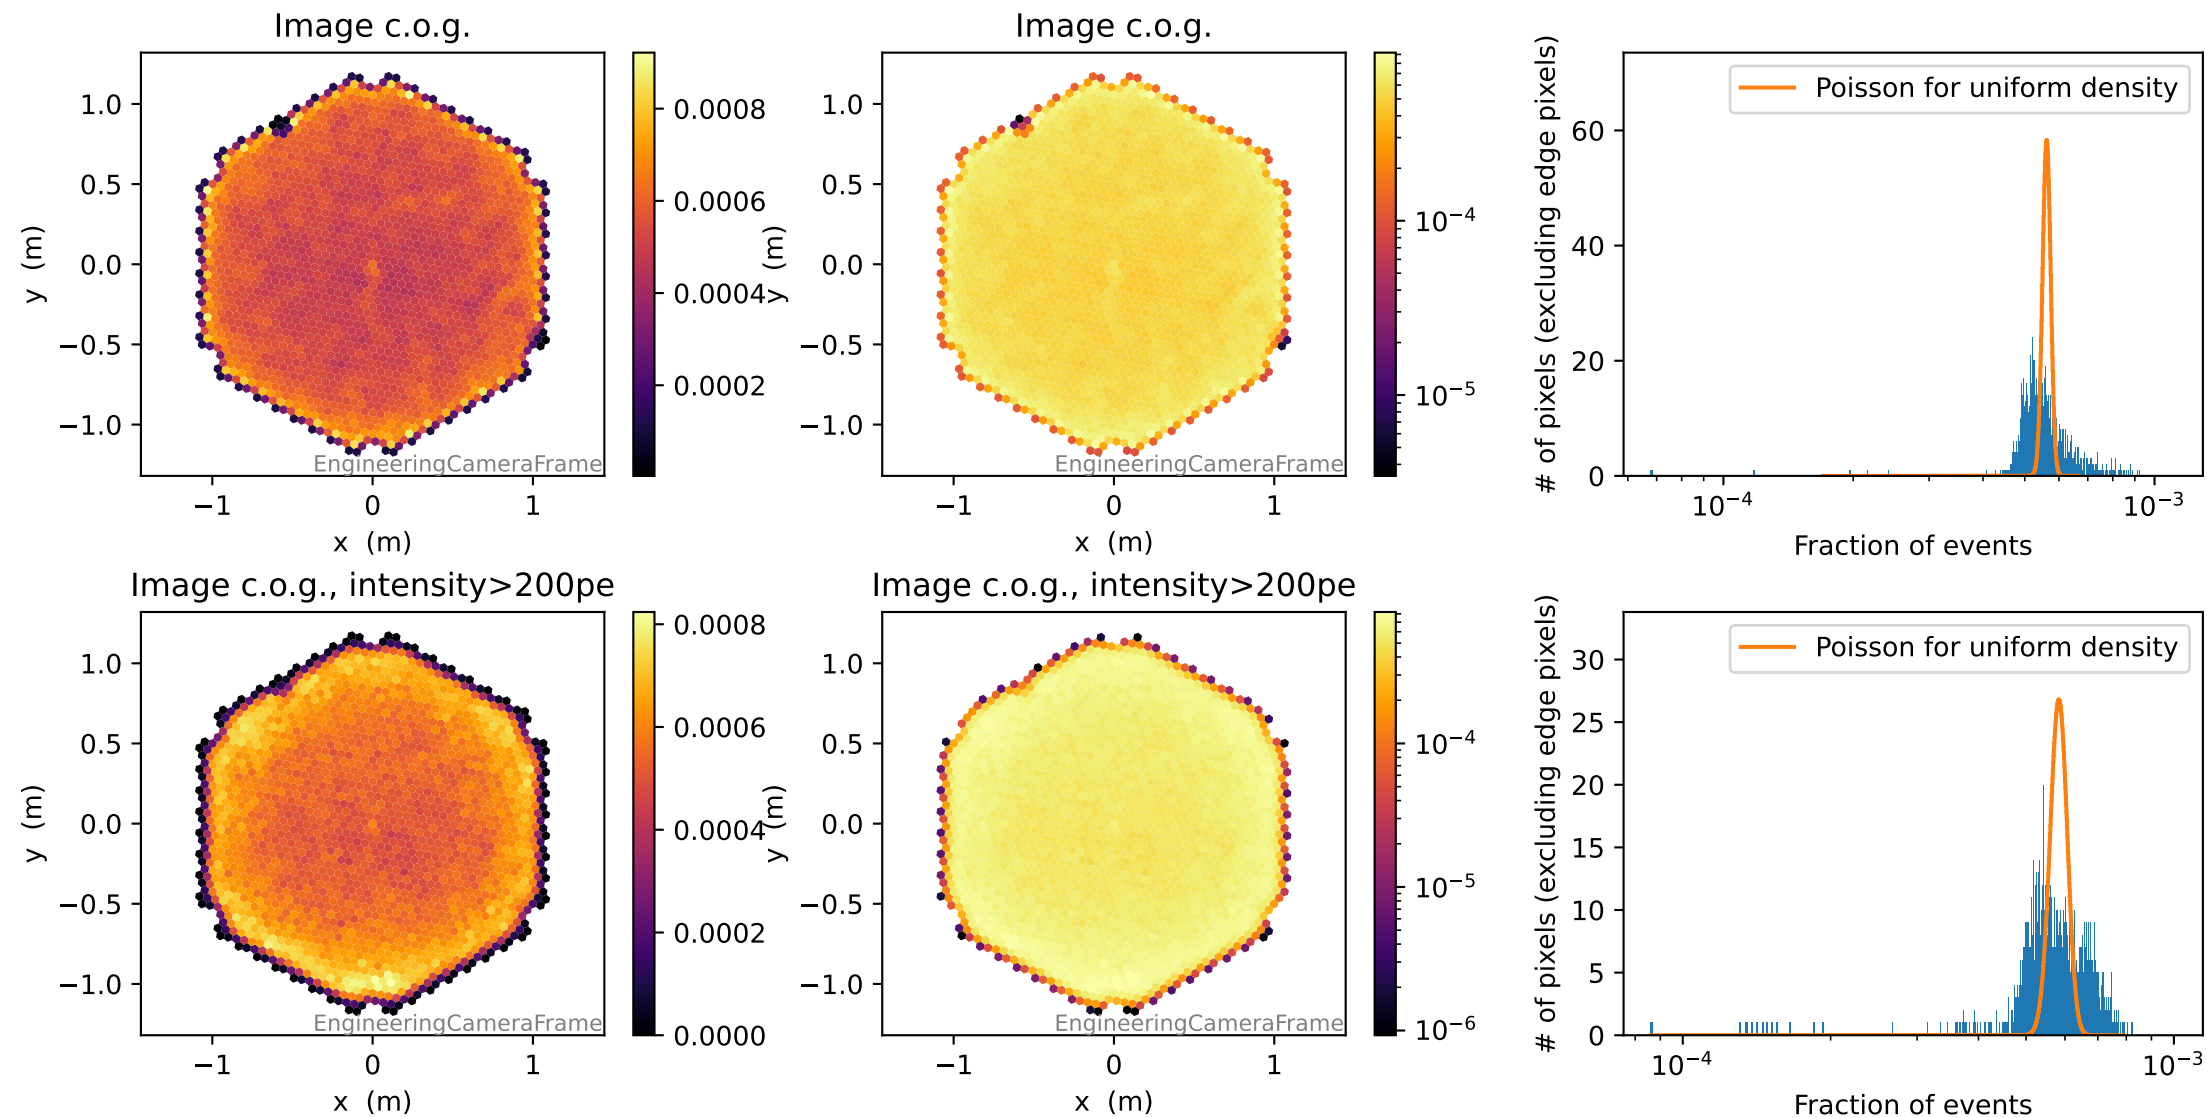 Image c.o.g.
1.0
0.5
0.0
−0.5
−1.0
y (m)
−1
0
1
x (m)
EngineeringCameraFrame
0.0008
0.0006
0.0004
0.0002
Image c.o.g.
1.0
0.5
0.0
−0.5
−1.0
y (m)
−1
0
1
x (m)
EngineeringCameraFrame
10⁻⁴
10⁻⁵
Poisson for uniform density
60
40
20
0
# of pixels (excluding edge pixels)
10⁻⁴
10⁻³
Fraction of events
Image c.o.g., intensity>200pe
1.0
0.5
0.0
−0.5
−1.0
y (m)
−1
0
1
x (m)
EngineeringCameraFrame
0.0008
0.0006
0.0004
0.0002
0.0000
Image c.o.g., intensity>200pe
1.0
0.5
0.0
−0.5
−1.0
y (m)
−1
0
1
x (m)
EngineeringCameraFrame
10⁻⁴
10⁻⁵
10⁻⁶
Poisson for uniform density
30
25
20
15
10
5
0
# of pixels (excluding edge pixels)
10⁻⁴
10⁻³
Fraction of events